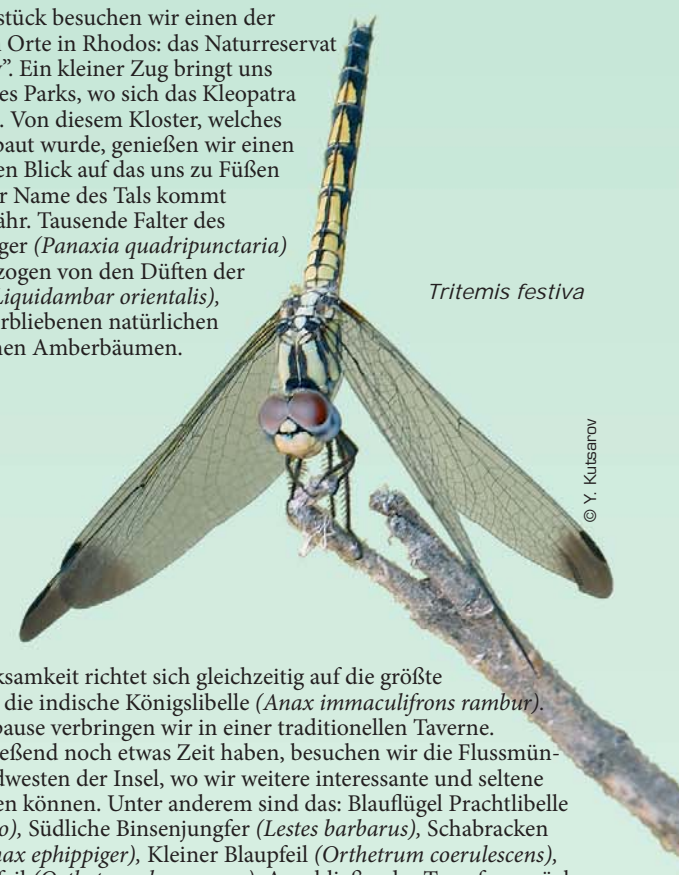 stück besuchen wir einen der
Orte in Rhodos: das Naturreservat
Ein kleiner Zug bringt uns
es Parks, wo sich das Kleopatra
. Von diesem Kloster, welches
baut wurde, genießen wir einen
en Blick auf das uns zu Füßen
r Name des Tals kommt
ähr. Tausende Falter des
ger (Panaxia quadripunctaria)
zogen von den Düften der
Liquidambar orientalis),
rbliebenen natürlichen
nen Amberbäumen.
Tritemis festiva
© Y. Kutsarov
ksamkeit richtet sich gleichzeitig auf die größte
die indische Königslibelle (Anax immaculifrons rambur).
pause verbringen wir in einer traditionellen Taverne.
eßend noch etwas Zeit haben, besuchen wir die Flussmün-
dwesten der Insel, wo wir weitere interessante und seltene
en können. Unter anderem sind das: Blauflügel Prachtlibelle
o), Südliche Binsenjungfer (Lestes barbarus), Schabracken
ax ephippiger), Kleiner Blaupfeil (Orthetrum coerulescens),